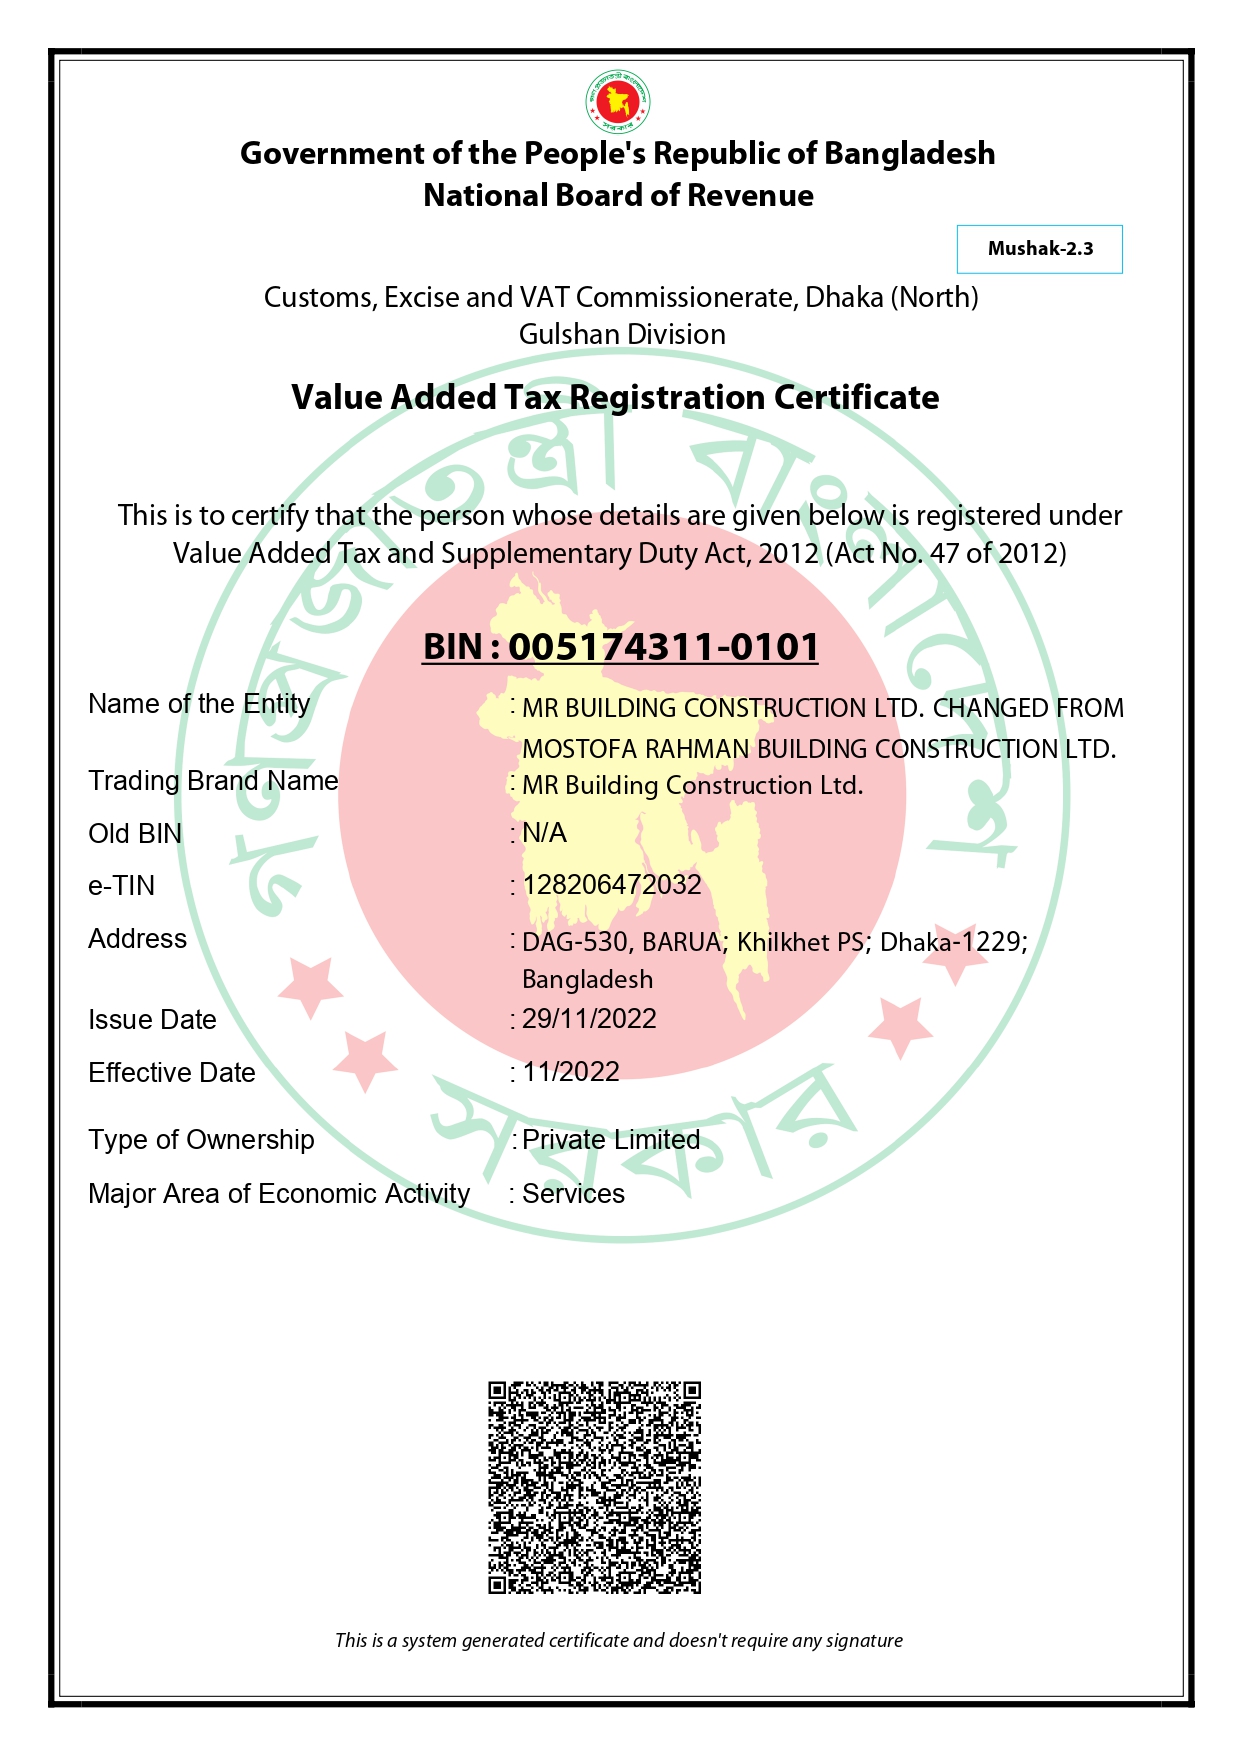 Government of the People's Republic of Bangladesh
National Board of Revenue
Mushak-2.3
Customs, Excise and VAT Commissionerate, Dhaka (North)
Gulshan Division
Value Added Tax Registration Certificate
গণপ্রজাতন্ত্রী বাংলাদেশ
This is to certify that the person whose details are given below is registered under
Value Added Tax and Supplementary Duty Act, 2012 (Act No. 47 of 2012)
BIN : 005174311-0101
Name of the Entity : MR BUILDING CONSTRUCTION LTD. CHANGED FROM
MOSTOFA RAHMAN BUILDING CONSTRUCTION LTD.
Trading Brand Name : MR Building Construction Ltd.
Old BIN : N/A
e-TIN : 128206472032
Address : DAG-530, BARUA; Khilkhet PS; Dhaka-1229;
Bangladesh
Issue Date : 29/11/2022
Effective Date : 11/2022
Type of Ownership : Private Limited
Major Area of Economic Activity : Services
সরকার
This is a system generated certificate and doesn't require any signature